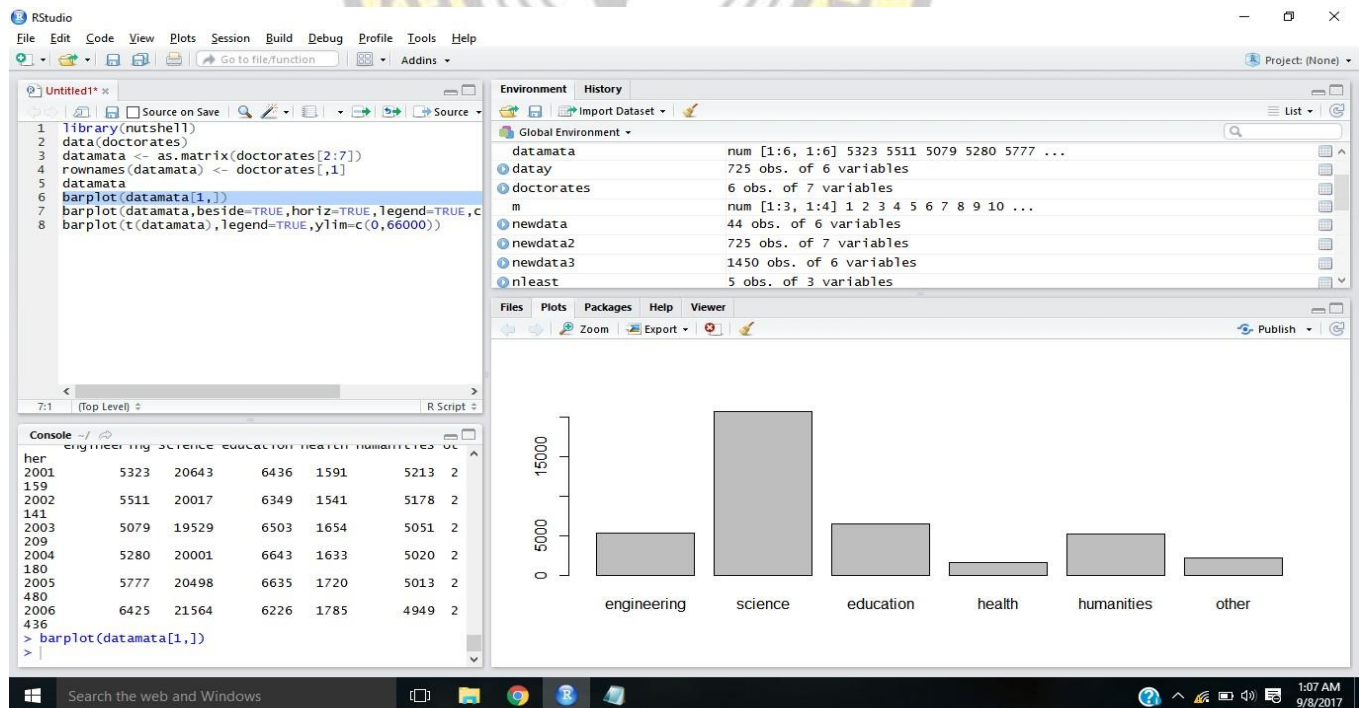 RStudio
File Edit Code View Plots Session Build Debug Profile Tools Help
Go to file/function Addins
Project: (None)
Untitled1*
Source on Save Source
1 library(nutshell)
2 data(doctorates)
3 datamata <- as.matrix(doctorates[2:7])
4 rownames(datamata) <- doctorates[,1]
5 datamata
6 barplot(datamata[1,])
7 barplot(datamata,beside=TRUE,horiz=TRUE,legend=TRUE,c
8 barplot(t(datamata),legend=TRUE,ylim=c(0,66000))
7:1 (Top Level) R Script
Console ~/
engineering science education health humanities ot
her
2001 5323 20643 6436 1591 5213 2
159
2002 5511 20017 6349 1541 5178 2
141
2003 5079 19529 6503 1654 5051 2
209
2004 5280 20001 6643 1633 5020 2
180
2005 5777 20498 6635 1720 5013 2
480
2006 6425 21564 6226 1785 4949 2
436
> barplot(datamata[1,])
>
Environment History
Import Dataset List
Global Environment
datamata num [1:6, 1:6] 5323 5511 5079 5280 5777 ...
datay 725 obs. of 6 variables
doctorates 6 obs. of 7 variables
m num [1:3, 1:4] 1 2 3 4 5 6 7 8 9 10 ...
newdata 44 obs. of 6 variables
newdata2 725 obs. of 7 variables
newdata3 1450 obs. of 6 variables
nleast 5 obs. of 3 variables
Files Plots Packages Help Viewer
Zoom Export Publish
15000
5000
0
engineering science education health humanities other
Search the web and Windows
1:07 AM
9/8/2017